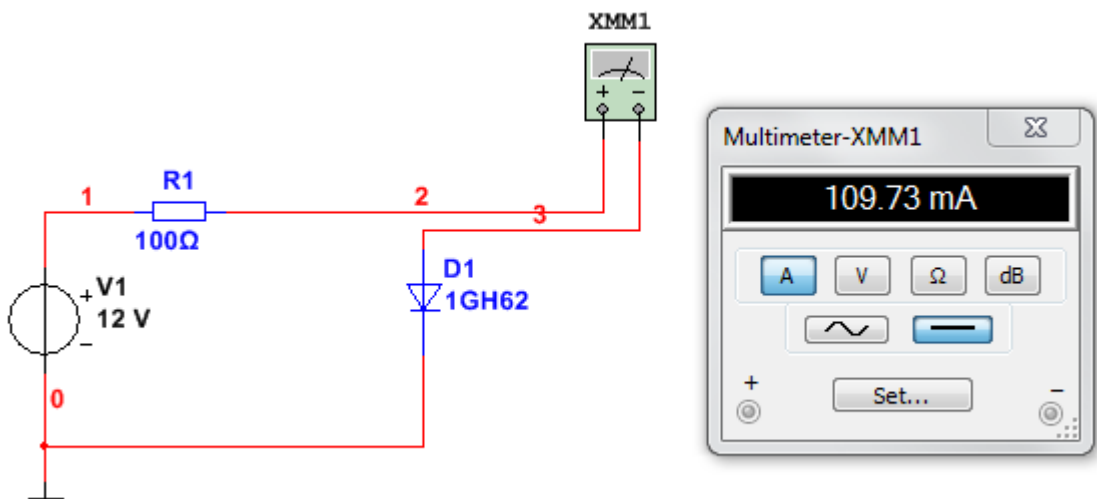 XMM1
+ −
1
R1
100Ω
2
3
+
V1
12 V
−
D1
1GH62
0
Multimeter-XMM1
109.73 mA
A V Ω dB
+
Set...
−